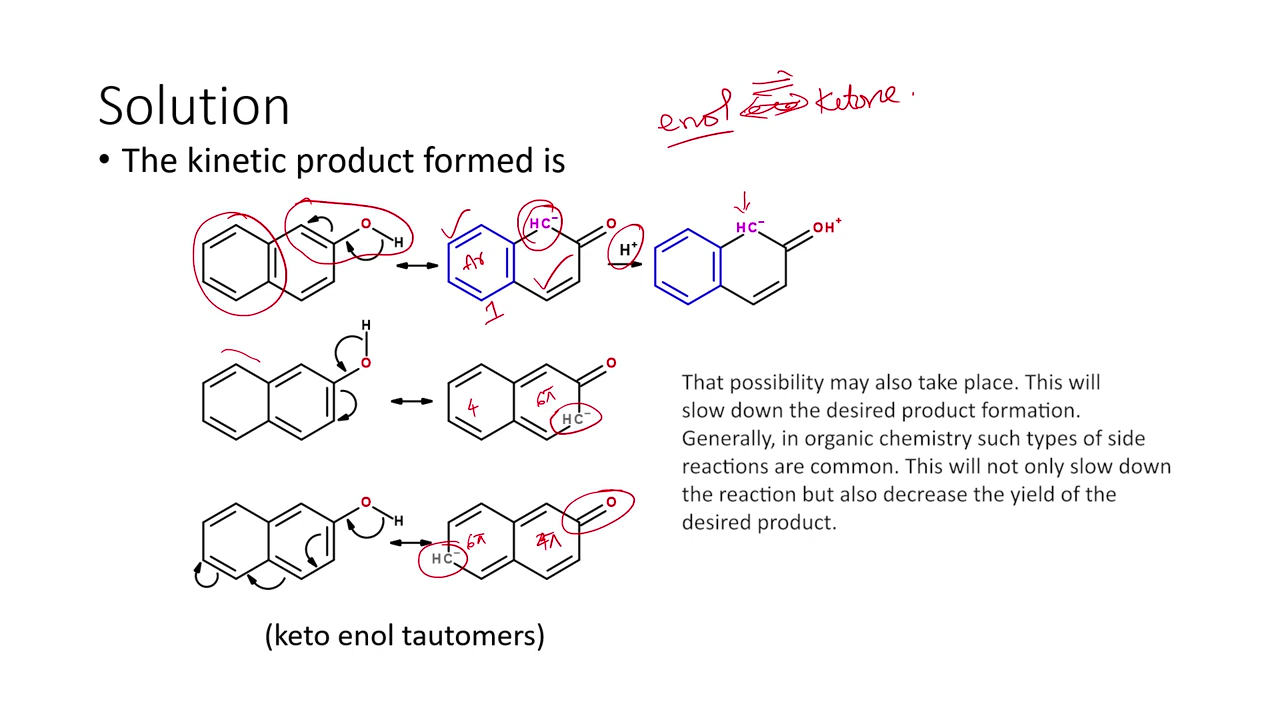 Solution
enol ⇌ Ketone.
• The kinetic product formed is
O H HC⁻ O H⁺ HC⁻ OH⁺
Ar
1
H
O O
4 6π HC⁻
That possibility may also take place. This will
slow down the desired product formation.
Generally, in organic chemistry such types of side
reactions are common. This will not only slow down
the reaction but also decrease the yield of the
desired product.
O H O
HC⁻ 6π
(keto enol tautomers)